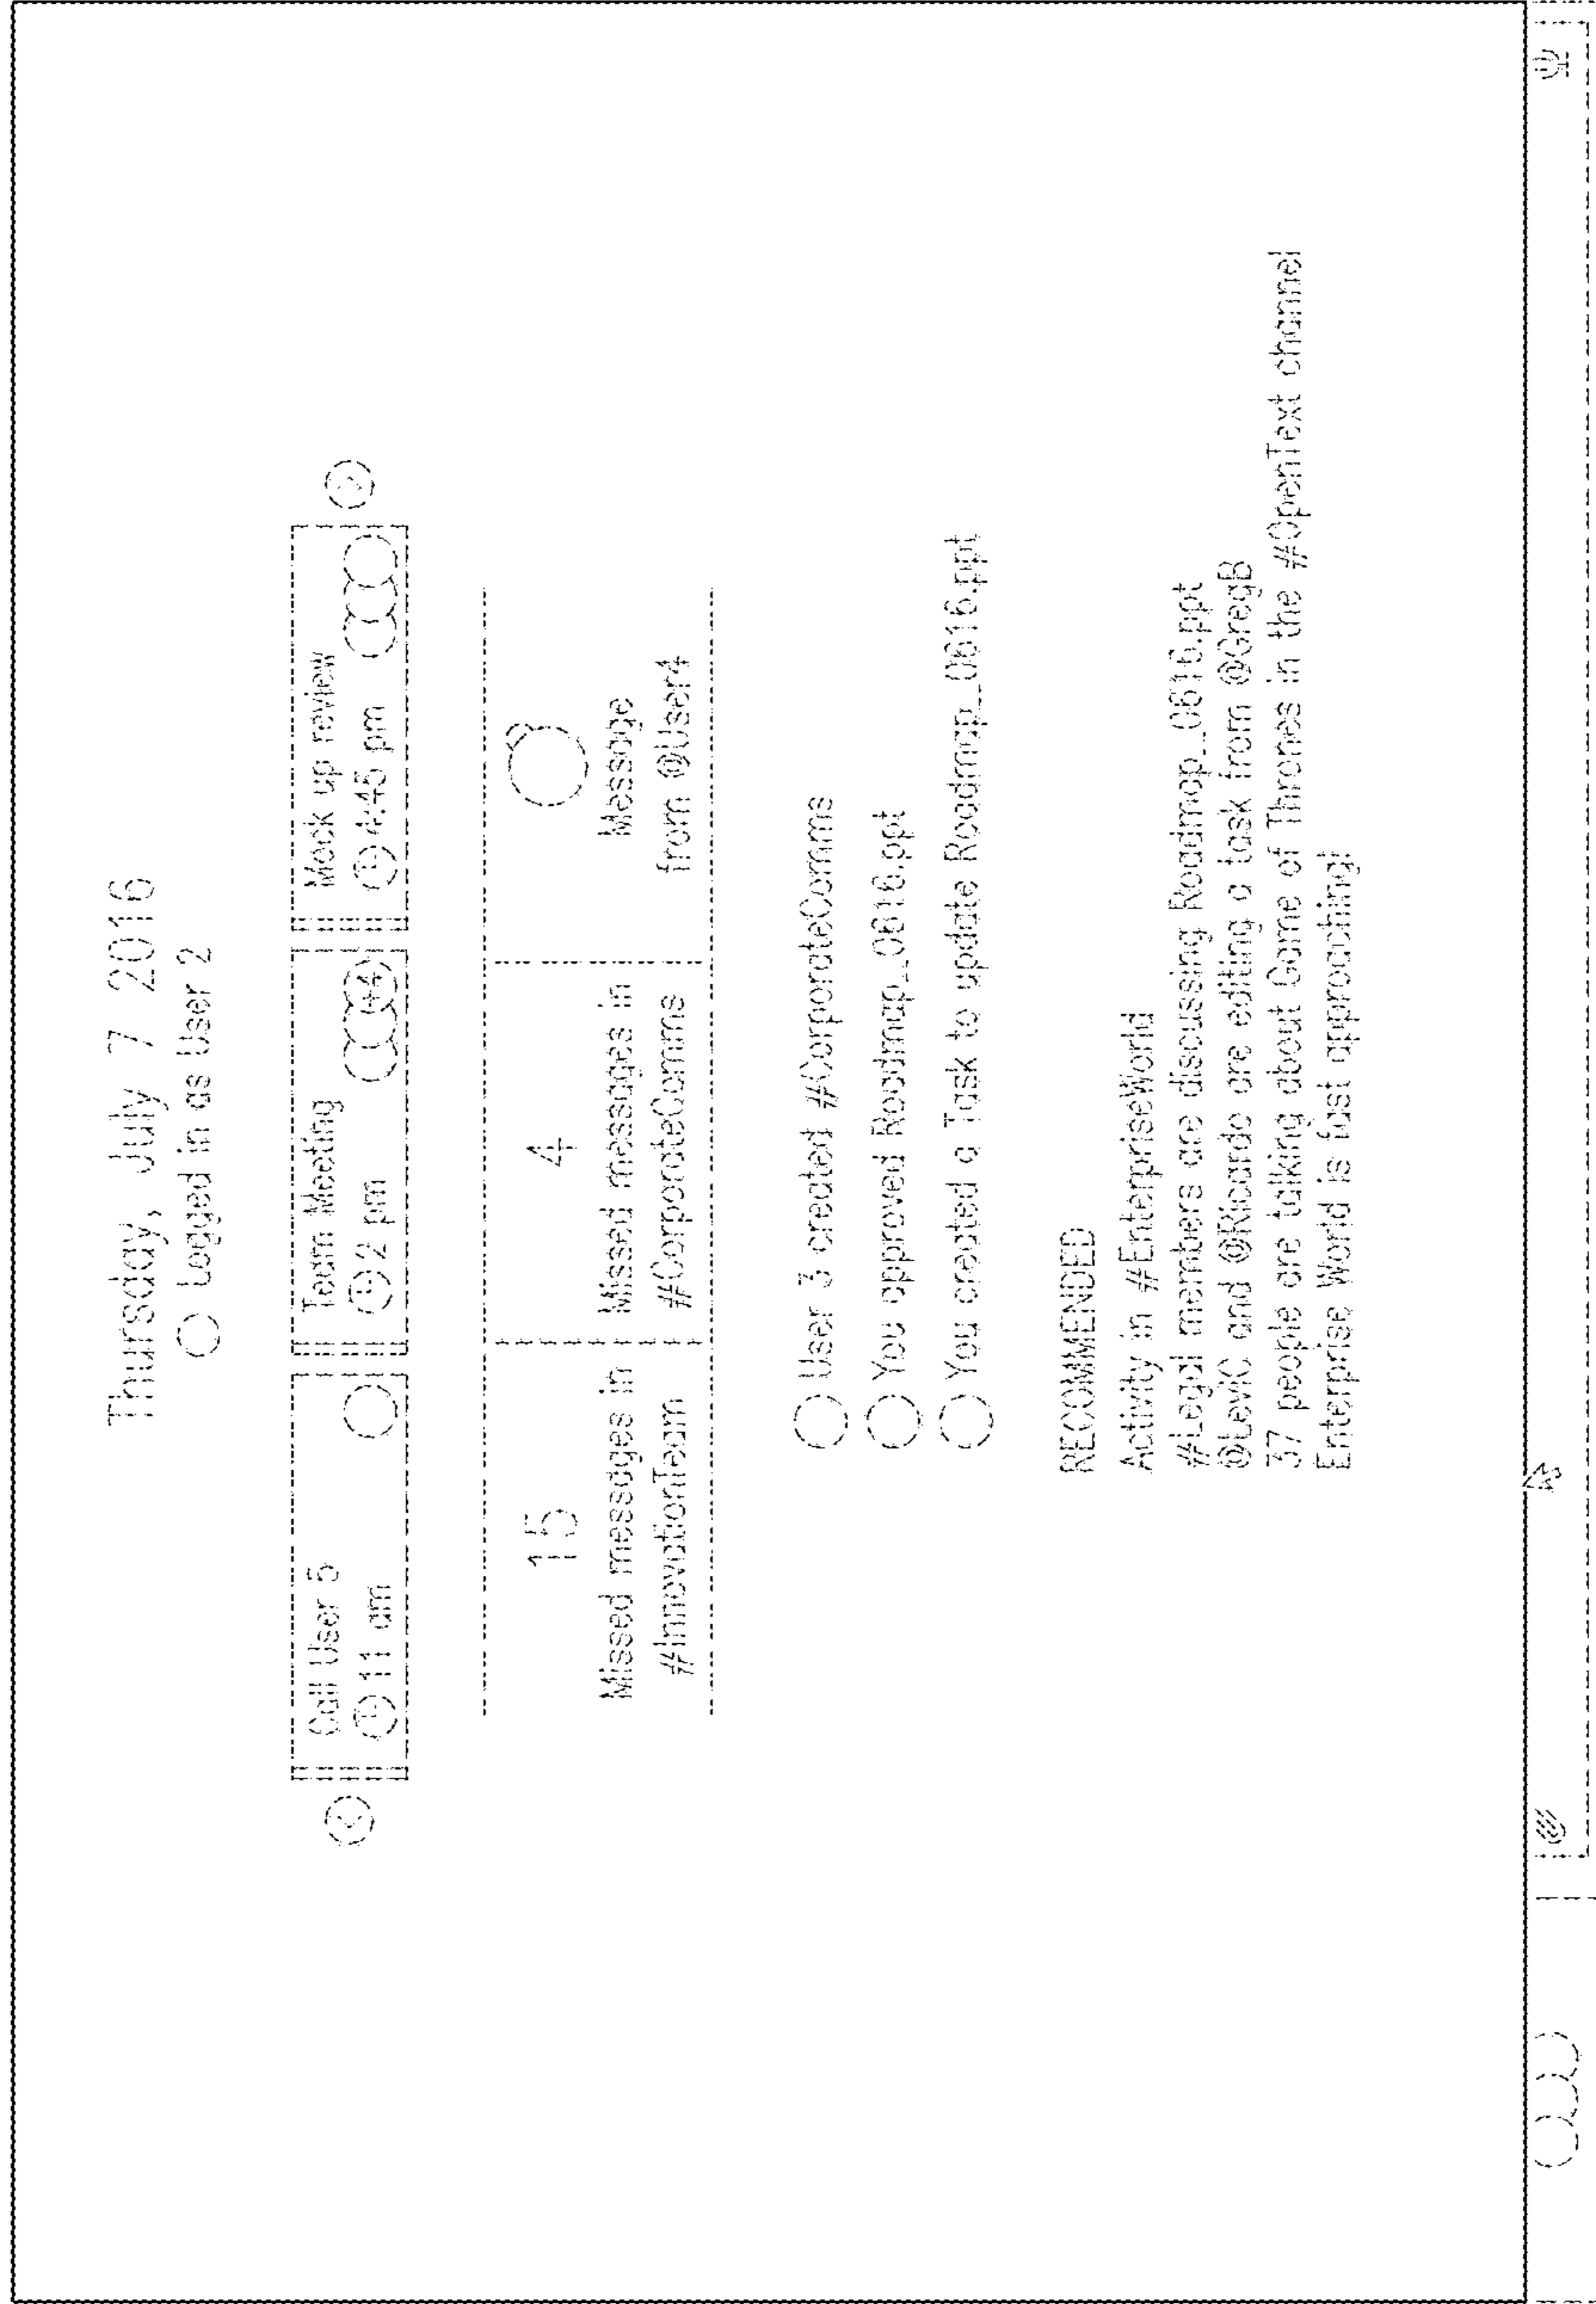 Thursday, July 7 2016
Logged in as User 2
Call User 5
11 am
Team Meeting
2 pm
+4
Mock up review
4:45 pm
15
Missed messages in
#InnovationTeam
4
Missed messages in
#CorporateComms
Message
from @User4
User 3 created #CorporateComms
You approved Roadmap_0616.ppt
You created a Task to update Roadmap_0616.ppt
RECOMMENDED
Activity in #EnterpriseWorld
#Legal members are discussing Roadmap_0616.ppt
@LeviC and @Ricardo are editing a task from @GregB
37 people are talking about Game of Thrones in the #OpenText channel
Enterprise World is fast approaching!